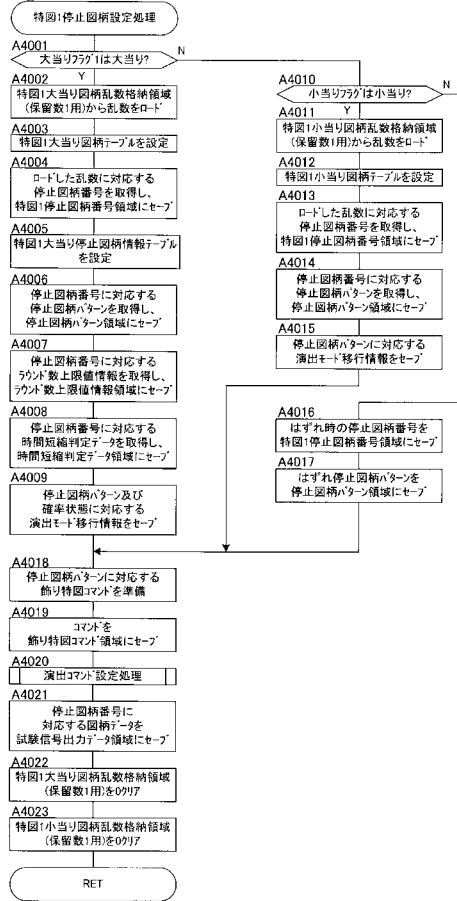 特図1停止図柄設定処理
A4001
大当りフラグ1は大当り?
N
Y
A4002
特図1大当り図柄乱数格納領域
(保留数1用)から乱数をロード
A4003
特図1大当り図柄テーブルを設定
A4004
ロードした乱数に対応する
停止図柄番号を取得し、
特図1停止図柄番号領域にセーブ
A4005
特図1大当り停止図柄情報テーブル
を設定
A4006
停止図柄番号に対応する
停止図柄パターンを取得し、
停止図柄パターン領域にセーブ
A4007
停止図柄番号に対応する
ラウンド数上限値情報を取得し、
ラウンド数上限値情報領域にセーブ
A4008
停止図柄番号に対応する
時間短縮判定データを取得し、
時間短縮判定データ領域にセーブ
A4009
停止図柄パターン及び
確率状態に対応する
演出モード移行情報をセーブ
A4010
小当りフラグは小当り?
N
Y
A4011
特図1小当り図柄乱数格納領域
(保留数1用)から乱数をロード
A4012
特図1小当り図柄テーブルを設定
A4013
ロードした乱数に対応する
停止図柄番号を取得し、
特図1停止図柄番号領域にセーブ
A4014
停止図柄番号に対応する
停止図柄パターンを取得し、
停止図柄パターン領域にセーブ
A4015
停止図柄パターンに対応する
演出モード移行情報をセーブ
A4016
はずれ時の停止図柄番号を
特図1停止図柄番号領域にセーブ
A4017
はずれ停止図柄パターンを
停止図柄パターン領域にセーブ
A4018
停止図柄パターンに対応する
飾り特図コマンドを準備
A4019
コマンドを
飾り特図コマンド領域にセーブ
A4020
演出コマンド設定処理
A4021
停止図柄番号に
対応する図柄データを
試験信号出力データ領域にセーブ
A4022
特図1大当り図柄乱数格納領域
(保留数1用)を0クリア
A4023
特図1小当り図柄乱数格納領域
(保留数1用)を0クリア
RET